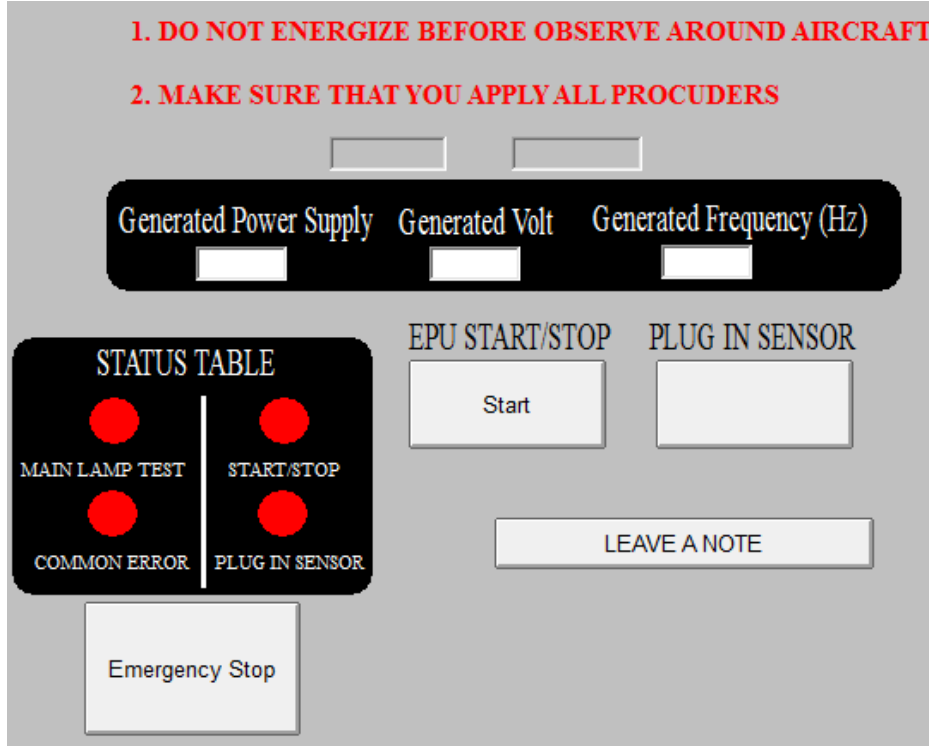 1. DO NOT ENERGIZE BEFORE OBSERVE AROUND AIRCRAFT
2. MAKE SURE THAT YOU APPLY ALL PROCUDERS
Generated Power Supply
Generated Volt
Generated Frequency (Hz)
EPU START/STOP
PLUG IN SENSOR
STATUS TABLE
Start
MAIN LAMP TEST
START/STOP
COMMON ERROR
PLUG IN SENSOR
LEAVE A NOTE
Emergency Stop